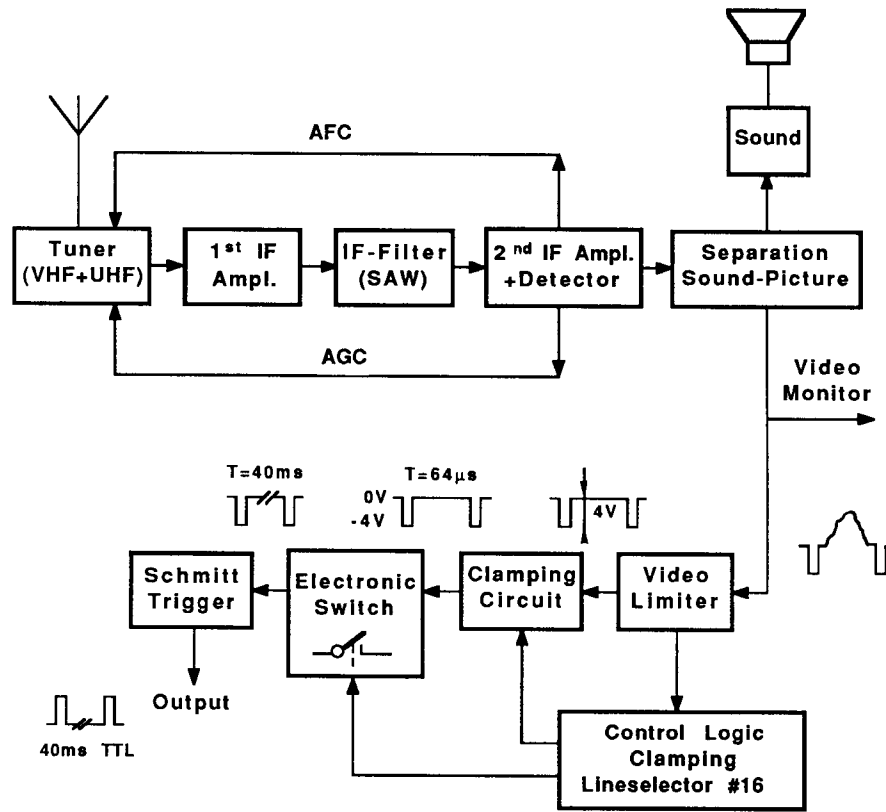 Sound
AFC
Tuner
(VHF+UHF)
1st IF
Ampl.
IF-Filter
(SAW)
2nd IF Ampl.
+Detector
Separation
Sound-Picture
AGC
Video
Monitor
T=40ms
T=64µs
0V
-4V
4V
Schmitt
Trigger
Electronic
Switch
Clamping
Circuit
Video
Limiter
Output
40ms TTL
Control Logic
Clamping
Lineselector #16